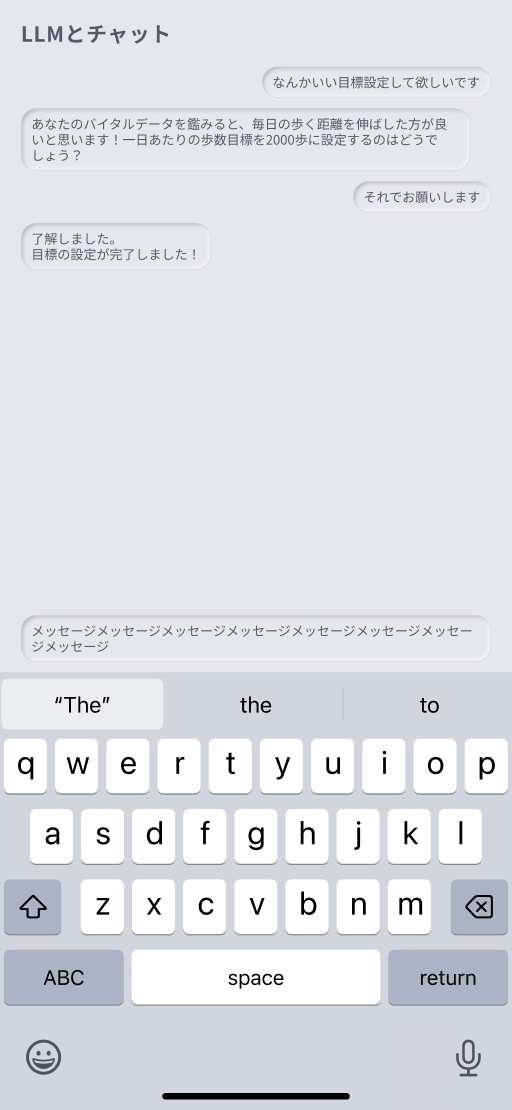 LLMとチャット
なんかいい目標設定して欲しいです
あなたのバイタルデータを鑑みると、毎日の歩く距離を伸ばした方が良
いと思います！一日あたりの歩数目標を2000歩に設定するのはどうで
しょう？
それでお願いします
了解しました。
目標の設定が完了しました！
メッセージメッセージメッセージメッセージメッセージメッセージメッセー
ジメッセージ
“The” the to
q w e r t y u i o p
a s d f g h j k l
z x c v b n m
ABC space return